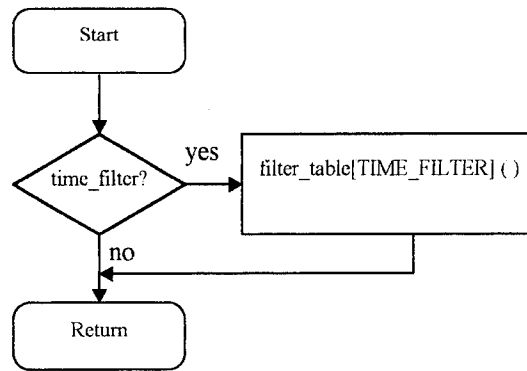 Start
time_filter?
yes
filter_table[TIME_FILTER] ( )
no
Return